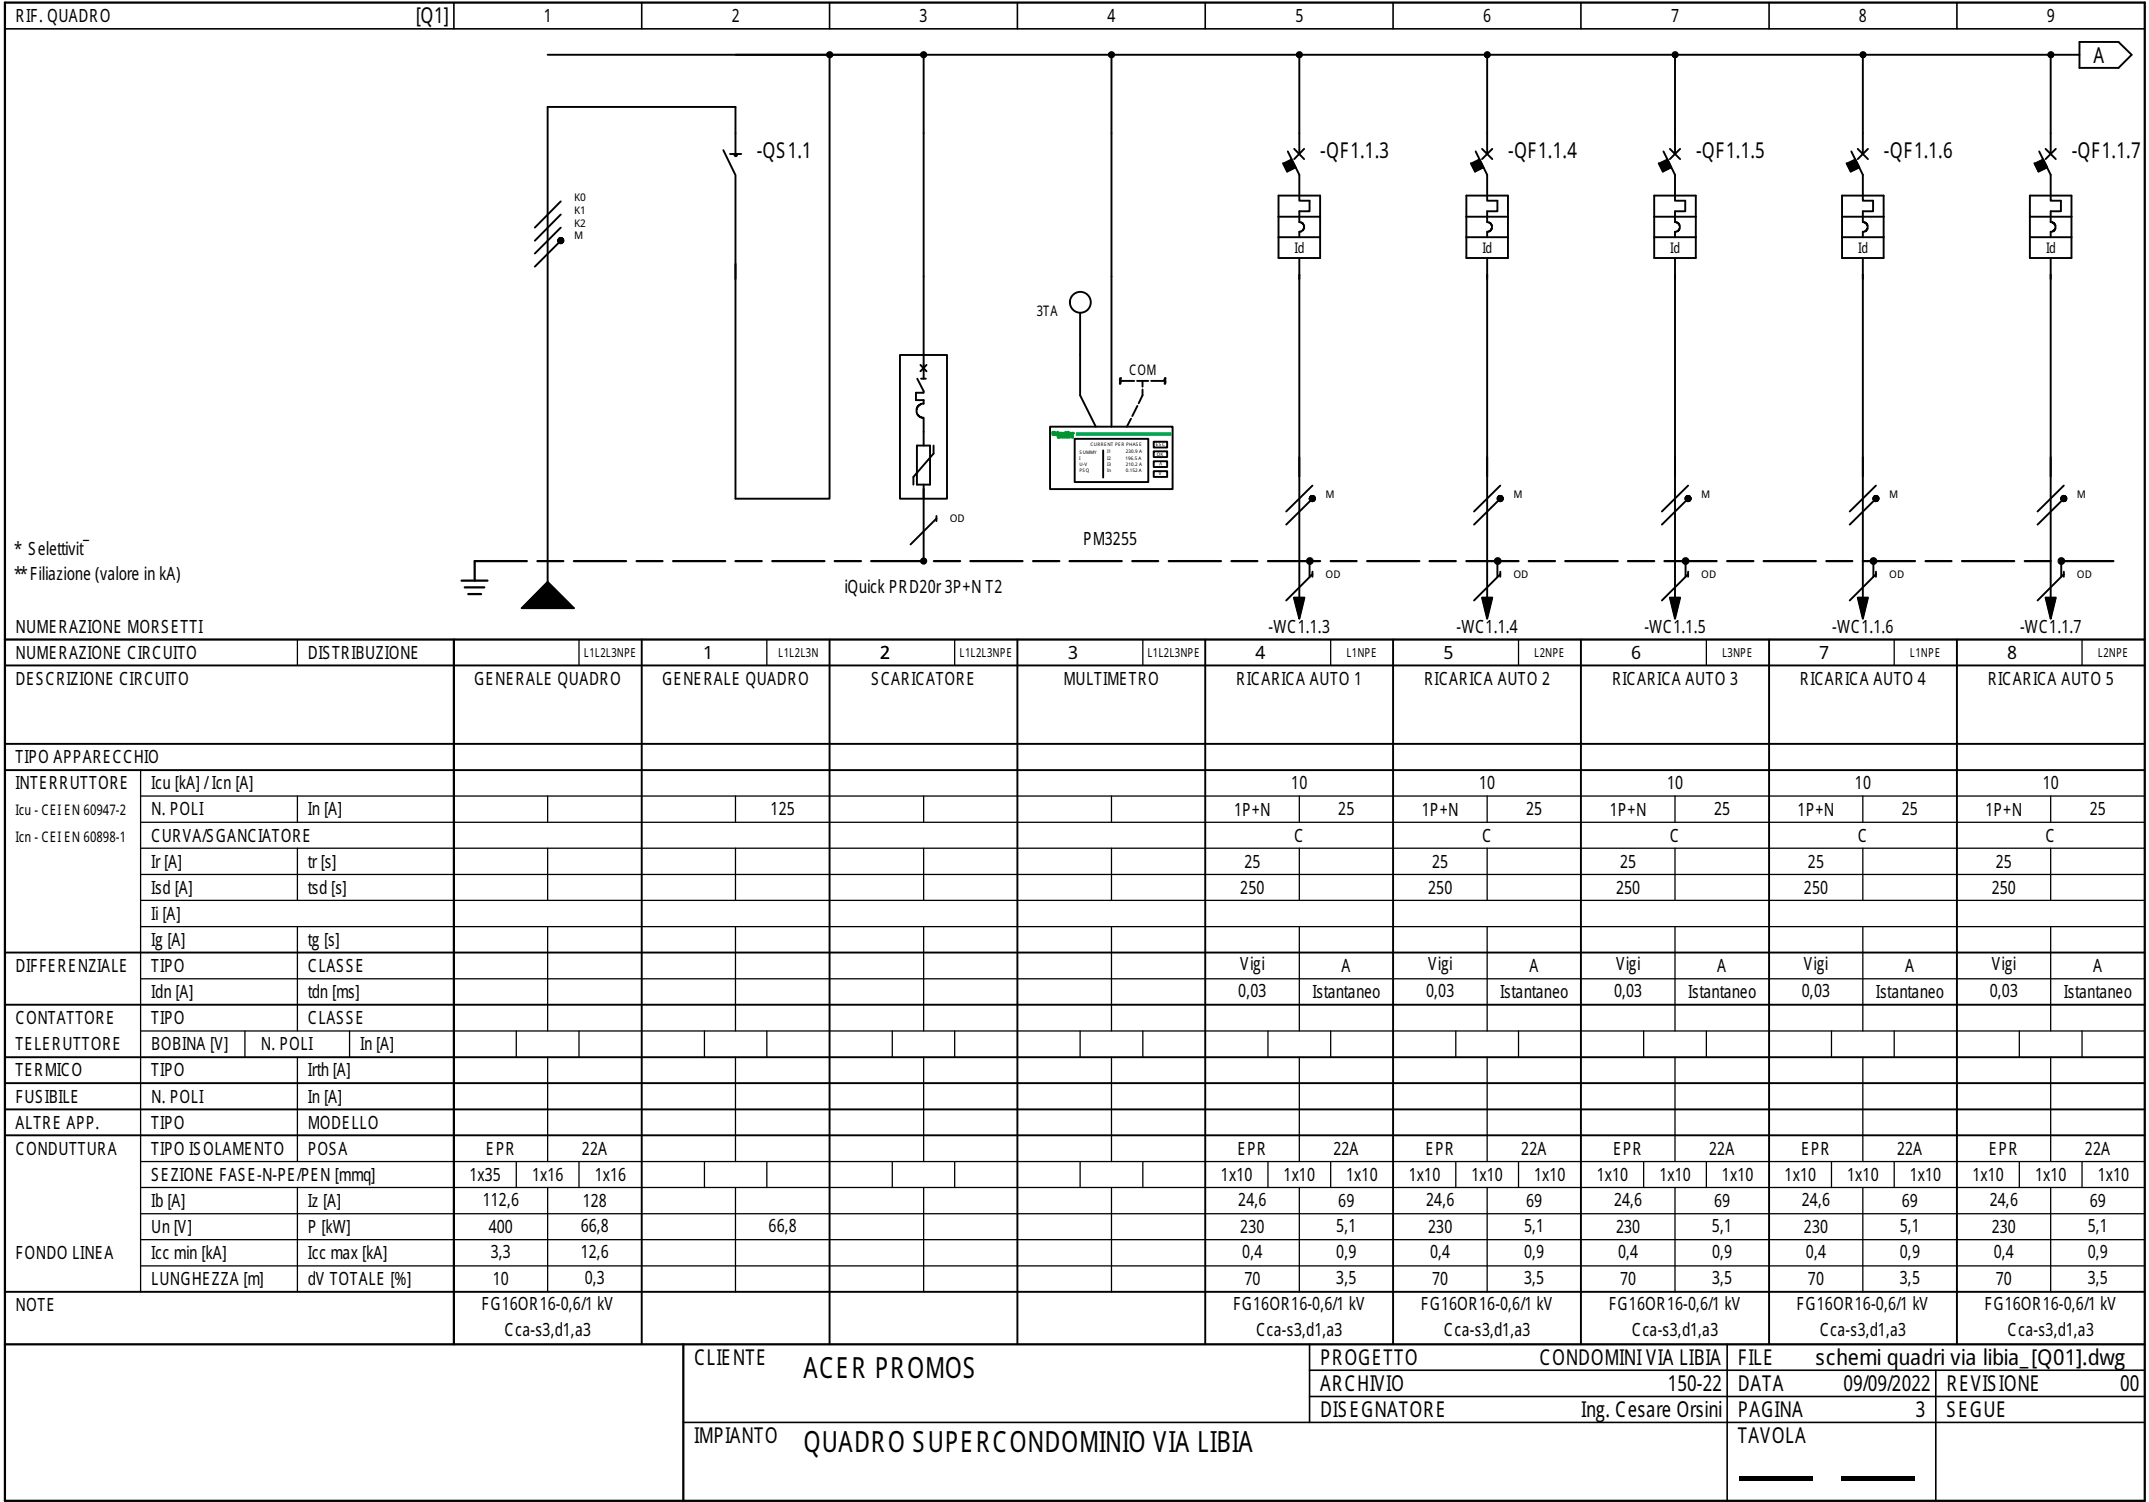 RIF. QUADRO [Q1] 1 2 3 4 5 6 7 8 9
A
-QS1.1 -QF1.1.3 -QF1.1.4 -QF1.1.5 -QF1.1.6 -QF1.1.7
K0
K1
K2
M
Id Id Id Id Id
3TA
COM
CURRENT PER PHASE
M M M M M
OD
PM3255
* Selettivit¯
** Filiazione (valore in kA)
OD OD OD OD OD
iQuick PRD20r 3P+N T2
NUMERAZIONE MORSETTI -WC1.1.3 -WC1.1.4 -WC1.1.5 -WC1.1.6 -WC1.1.7
NUMERAZIONE CIRCUITO DISTRIBUZIONE L1L2L3NPE 1 L1L2L3N 2 L1L2L3NPE 3 L1L2L3NPE 4 L1NPE 5 L2NPE 6 L3NPE 7 L1NPE 8 L2NPE
DESCRIZIONE CIRCUITO GENERALE QUADRO GENERALE QUADRO SCARICATORE MULTIMETRO RICARICA AUTO 1 RICARICA AUTO 2 RICARICA AUTO 3 RICARICA AUTO 4 RICARICA AUTO 5
TIPO APPARECCHIO
INTERRUTTORE Icu [kA] / Icn [A] 10 10 10 10 10
Icu - CEI EN 60947-2 N. POLI In [A] 125 1P+N 25 1P+N 25 1P+N 25 1P+N 25 1P+N 25
Icn - CEI EN 60898-1 CURVA/SGANCIATORE C C C C C
Ir [A] tr [s] 25 25 25 25 25
Isd [A] tsd [s] 250 250 250 250 250
Ii [A]
Ig [A] tg [s]
DIFFERENZIALE TIPO CLASSE Vigi A Vigi A Vigi A Vigi A Vigi A
Idn [A] tdn [ms] 0,03 Istantaneo 0,03 Istantaneo 0,03 Istantaneo 0,03 Istantaneo 0,03 Istantaneo
CONTATTORE TIPO CLASSE
TELERUTTORE BOBINA [V] N. POLI In [A]
TERMICO TIPO Irth [A]
FUSIBILE N. POLI In [A]
ALTRE APP. TIPO MODELLO
CONDUTTURA TIPO ISOLAMENTO POSA EPR 22A EPR 22A EPR 22A EPR 22A EPR 22A EPR 22A
SEZIONE FASE-N-PE/PEN [mmq] 1x35 1x16 1x16 1x10 1x10 1x10 1x10 1x10 1x10 1x10 1x10 1x10 1x10 1x10 1x10 1x10 1x10 1x10
Ib [A] Iz [A] 112,6 128 24,6 69 24,6 69 24,6 69 24,6 69 24,6 69
Un [V] P [kW] 400 66,8 66,8 230 5,1 230 5,1 230 5,1 230 5,1 230 5,1
FONDO LINEA Icc min [kA] Icc max [kA] 3,3 12,6 0,4 0,9 0,4 0,9 0,4 0,9 0,4 0,9 0,4 0,9
LUNGHEZZA [m] dV TOTALE [%] 10 0,3 70 3,5 70 3,5 70 3,5 70 3,5 70 3,5
NOTE FG16OR16-0,6/1 kV FG16OR16-0,6/1 kV FG16OR16-0,6/1 kV FG16OR16-0,6/1 kV FG16OR16-0,6/1 kV FG16OR16-0,6/1 kV
Cca-s3,d1,a3 Cca-s3,d1,a3 Cca-s3,d1,a3 Cca-s3,d1,a3 Cca-s3,d1,a3 Cca-s3,d1,a3
CLIENTE ACER PROMOS
PROGETTO CONDOMINI VIA LIBIA FILE schemi quadri via libia_[Q01].dwg
ARCHIVIO 150-22 DATA 09/09/2022 REVISIONE 00
DISEGNATORE Ing. Cesare Orsini PAGINA 3 SEGUE
IMPIANTO QUADRO SUPERCONDOMINIO VIA LIBIA
TAVOLA